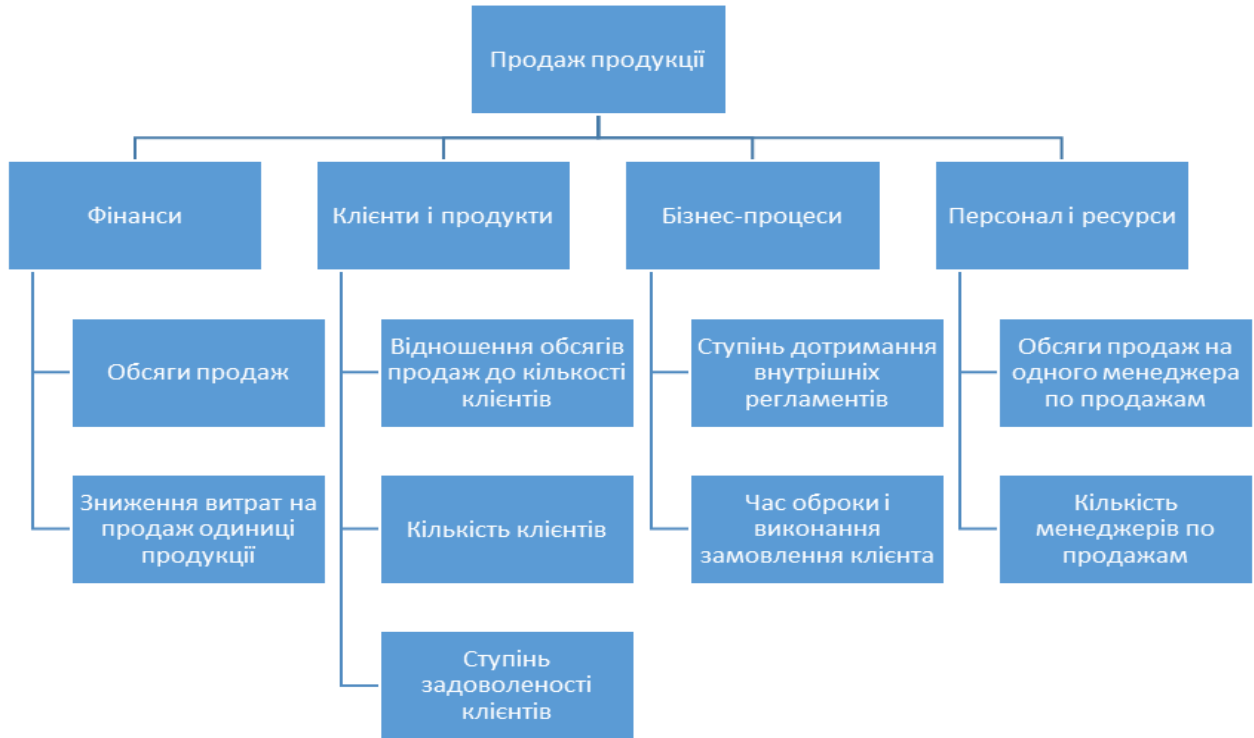 Продаж продукції
Фінанси
Клієнти і продукти
Бізнес-процеси
Персонал і ресурси
Обсяги продаж
Відношення обсягів
продаж до кількості
клієнтів
Ступінь дотримання
внутрішніх
регламентів
Обсяги продаж на
одного менеджера
по продажам
Зниження витрат на
продаж одиниці
продукції
Кількість клієнтів
Час оброки і
виконання
замовлення клієнта
Кількість
менеджерів по
продажам
Ступінь
задоволеності
клієнтів